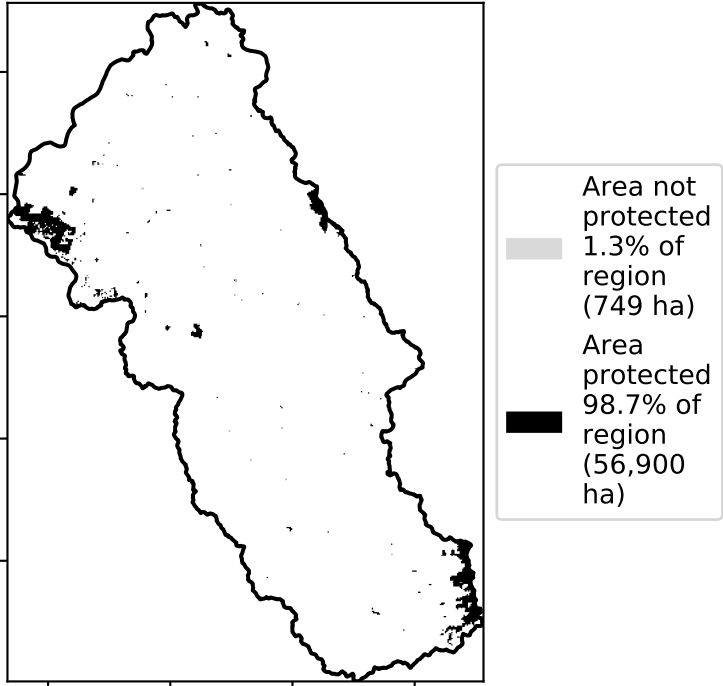 Area not
protected
1.3% of
region
(749 ha)
Area
protected
98.7% of
region
(56,900
ha)